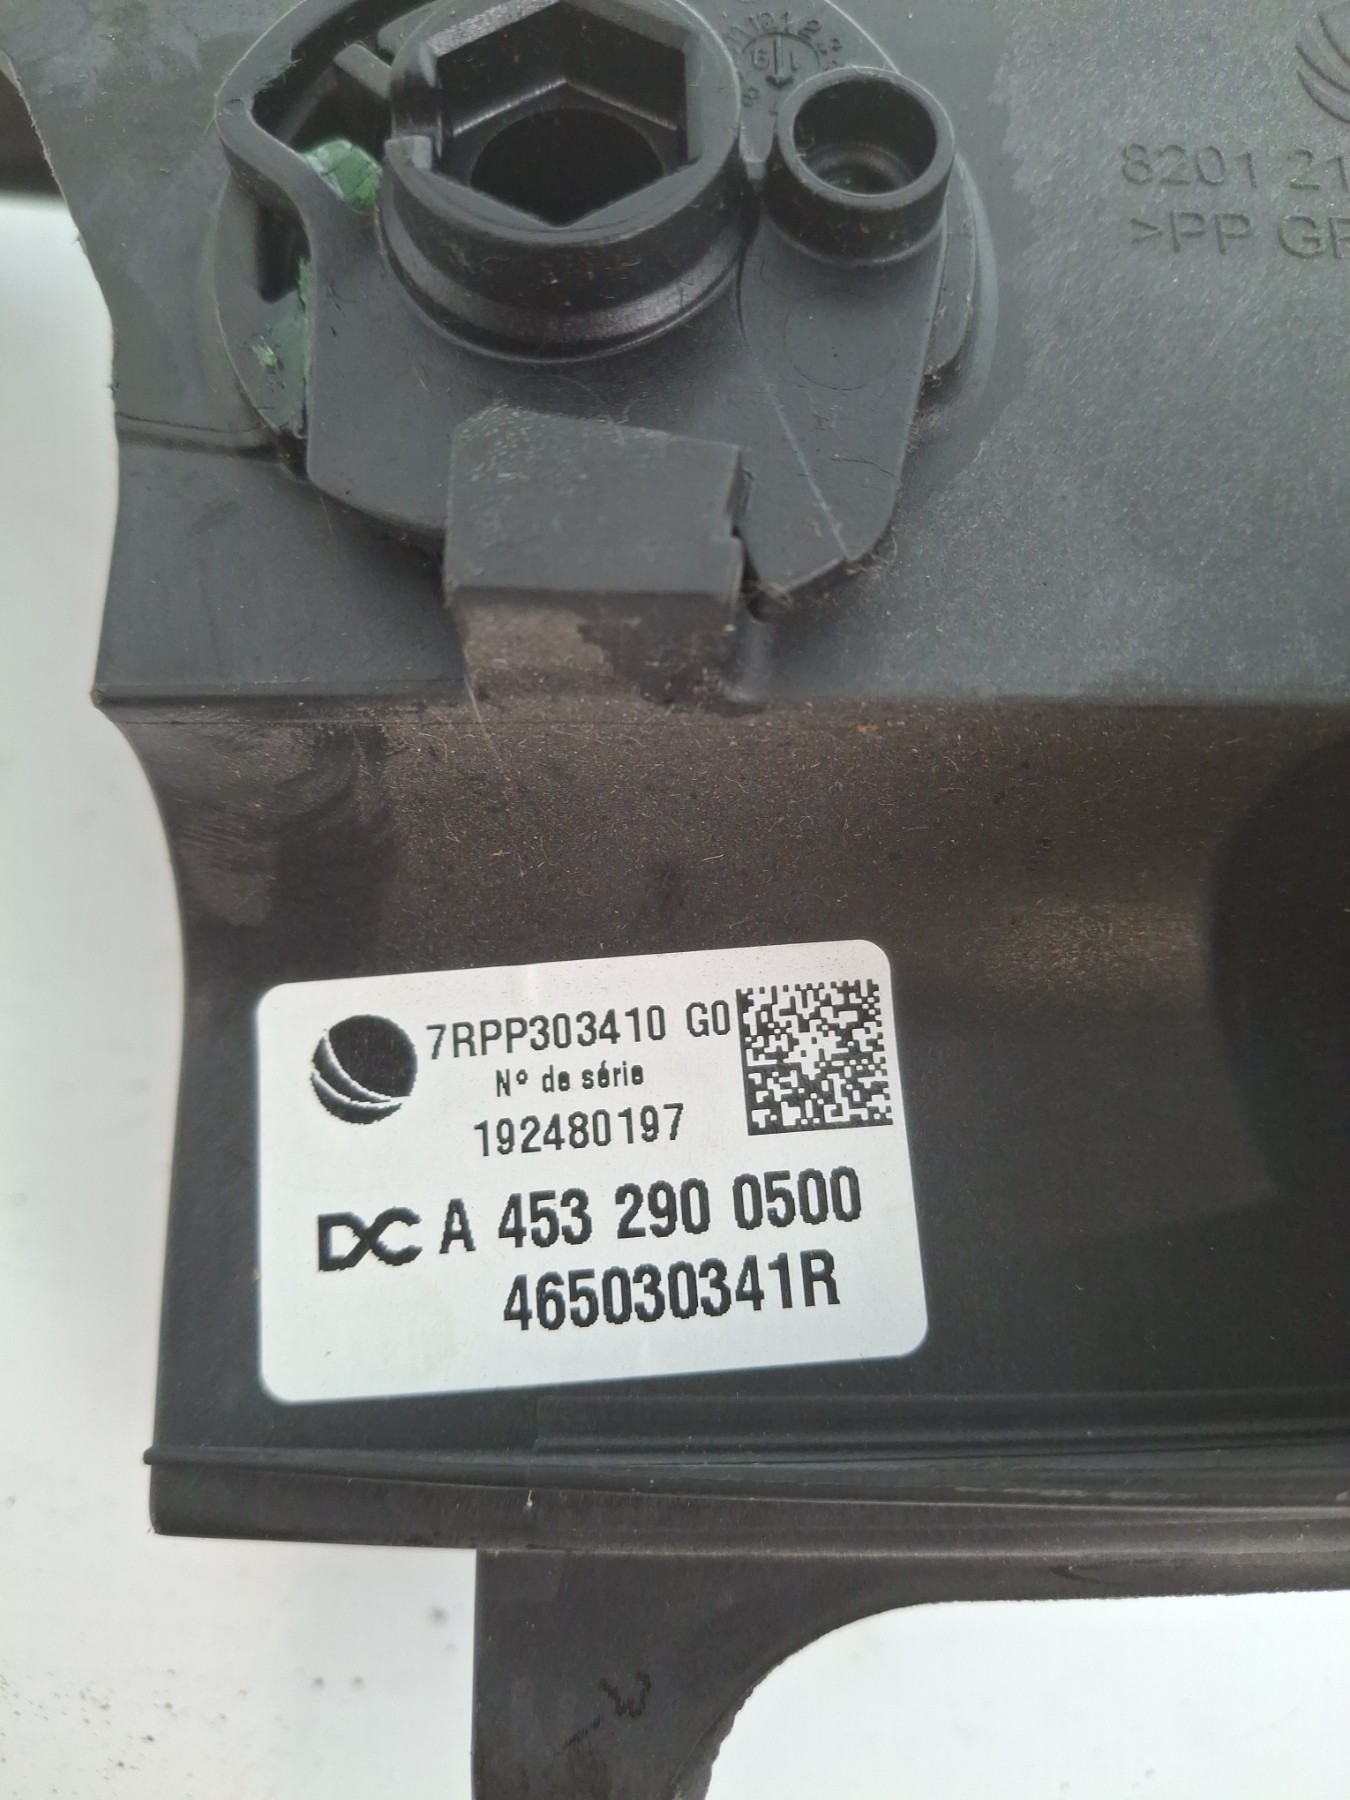 8201 21
>PP GF
7RPP303410 G0
N° de série
192480197
DC A 453 290 0500
465030341R